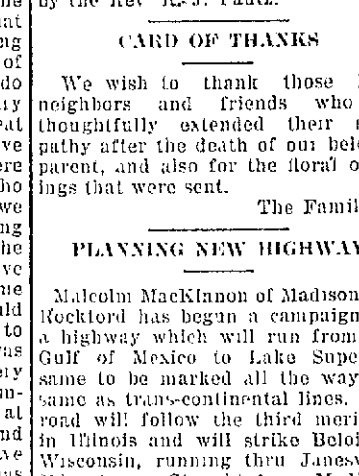 by the Rev R. J.
CARD OF THANKS
We wish to thank those
neighbors and friends who
thoughtfully extended their s
pathy after the death of our bel
parent, and also for the floral o
ings that were sent.
The Famil
PLANNING NEW HIGHWAY
Malcolm MacKinnon of Madison
Rockford has begun a campaign
a highway which will run from
Gulf of Mexico to Lake Supe
same to be marked all the way
same as trans-continental lines.
road will follow the third meri
in Illinois and will strike Beloi
Wisconsin, running thru Janesv